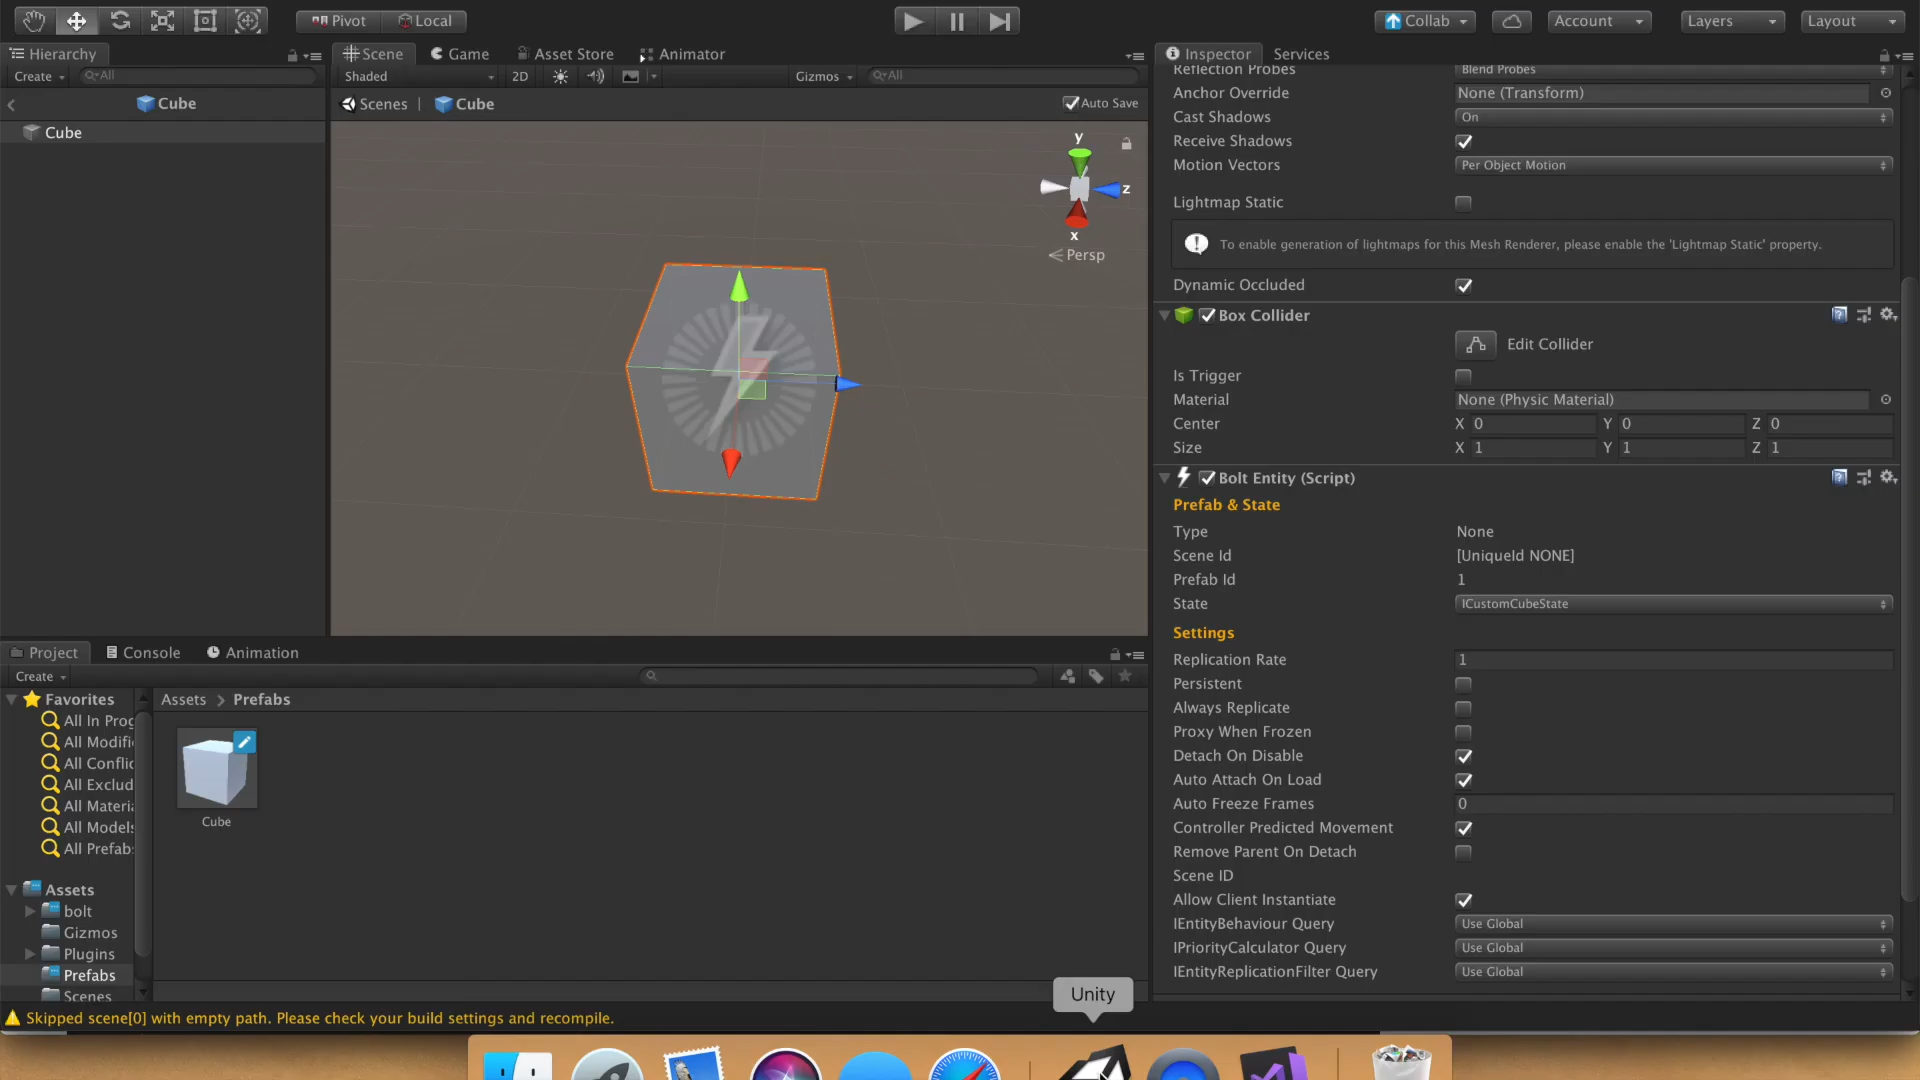 Pivot Local Collab Account Layers Layout
Hierarchy Scene Game Asset Store Animator Inspector Services
Create All Shaded 2D Gizmos All
Reflection Probes Blend Probes
Cube Scenes | Cube Auto Save
Anchor Override None (Transform)
Cast Shadows On
Cube
Receive Shadows
Motion Vectors Per Object Motion
y
z
x
Persp
Lightmap Static
To enable generation of lightmaps for this Mesh Renderer, please enable the 'Lightmap Static' property.
Dynamic Occluded
Box Collider
Edit Collider
Is Trigger
Material None (Physic Material)
Center X 0 Y 0 Z 0
Size X 1 Y 1 Z 1
Bolt Entity (Script)
Prefab & State
Type None
Scene Id [UniqueId NONE]
Prefab Id 1
State ICustomCubeState
Settings
Replication Rate 1
Persistent
Always Replicate
Proxy When Frozen
Detach On Disable
Auto Attach On Load
Auto Freeze Frames 0
Controller Predicted Movement
Remove Parent On Detach
Scene ID
Allow Client Instantiate
IEntityBehaviour Query Use Global
IPriorityCalculator Query Use Global
IEntityReplicationFilter Query Use Global
Project Console Animation
Create
Favorites Assets > Prefabs
All In Prog
All Modifi
All Conflic
All Exclud
All Materia
All Models
All Prefab
Cube
Assets
bolt
Gizmos
Plugins
Prefabs
Scenes
Unity
Skipped scene[0] with empty path. Please check your build settings and recompile.